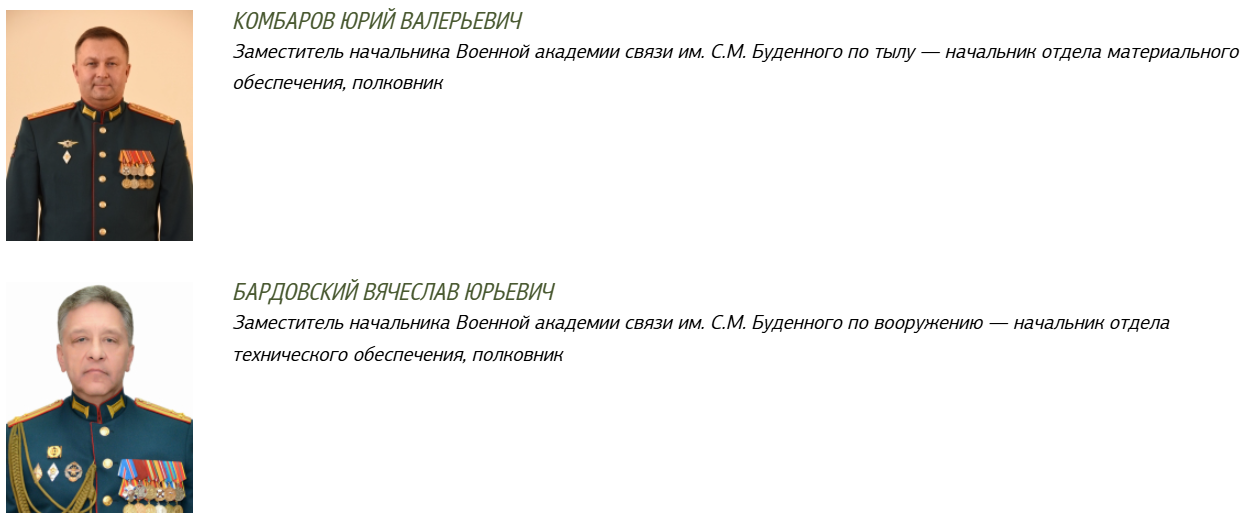 КОМБАРОВ ЮРИЙ ВАЛЕРЬЕВИЧ
Заместитель начальника Военной академии связи им. С.М. Буденного по тылу — начальник отдела материального
обеспечения, полковник
БАРДОВСКИЙ ВЯЧЕСЛАВ ЮРЬЕВИЧ
Заместитель начальника Военной академии связи им. С.М. Буденного по вооружению — начальник отдела
технического обеспечения, полковник